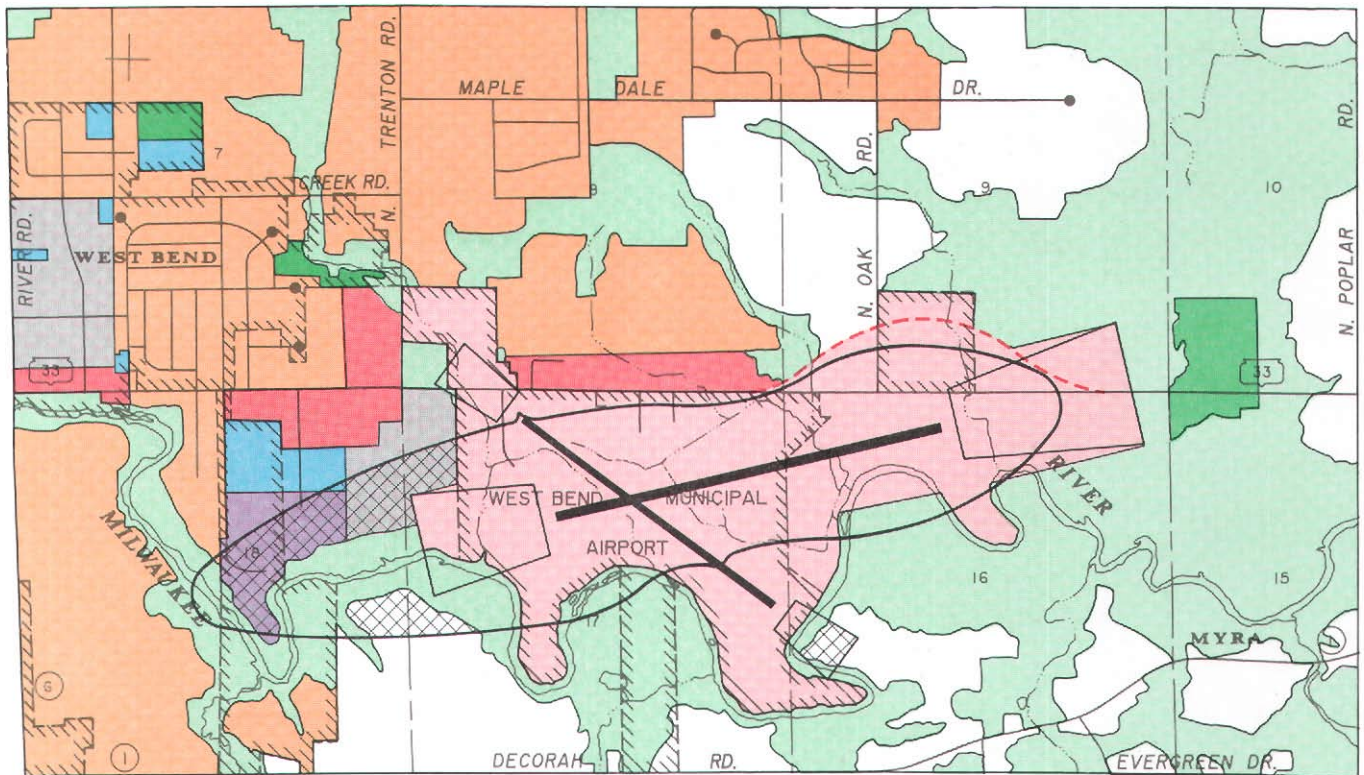 TRENTON RD.
N.
MAPLE DALE DR.
RD.
7
CREEK RD.
8
9
10
RIVER RD.
WEST BEND
N. OAK RD.
N. POPLAR RD.
33
33
RIVER
WEST BEND MUNICIPAL
AIRPORT
MILWAUKEE
18
16
15
MYRA
G
I
DECORAH RD.
EVERGREEN DR.